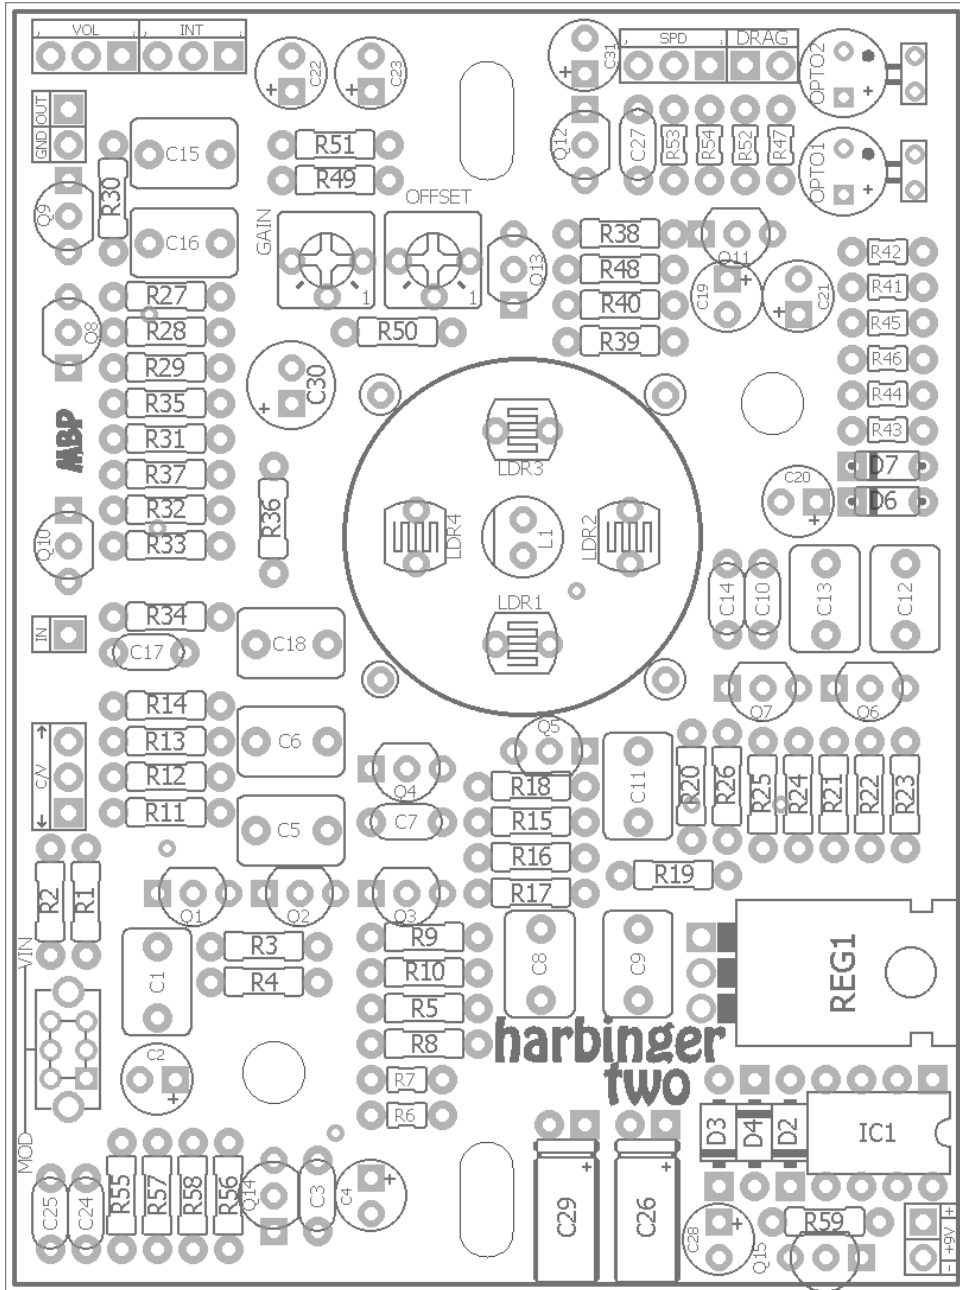 VOL INT
SPD DRAG
C22 C23 C31
OPTO2
OUT
GND
C15
R51
R49
Q12 C27 R53 R54 R52 R47
OPTO1
R30
Q9
C16
GAIN
OFFSET
1
1
Q13
R38
R48
R40
R39
Q11
C19 C21
R42
R41
R45
R46
R44
R43
D7
D6
Q8
R27
R28
R29
R35
R31
R37
R32
R33
R50
C30
MBP
R36
Q10
LDR3
LDR4
L1
LDR2
LDR1
C20
+
C14 C10 C13 C12
IN
R34
C17
C18
Q7 Q6
C/V
R14
R13
R12
R11
C6
C5
Q5
Q4
C7
R18
R15
R16
R17
C11
R20 R26 R25 R24 R21 R22 R23
R19
R2 R1
Q1 Q2 Q3
VIN
C1
R3
R4
R9
R10
R5
R8
R7
R6
C8 C9
REG1
C2
+
harbinger
two
MOD
D3 D4 D2
IC1
C25 C24 R55 R57 R58 R56 Q14 C3 C4
+
C29 C26
+ +
C28
+
Q15
R59
- +9V +